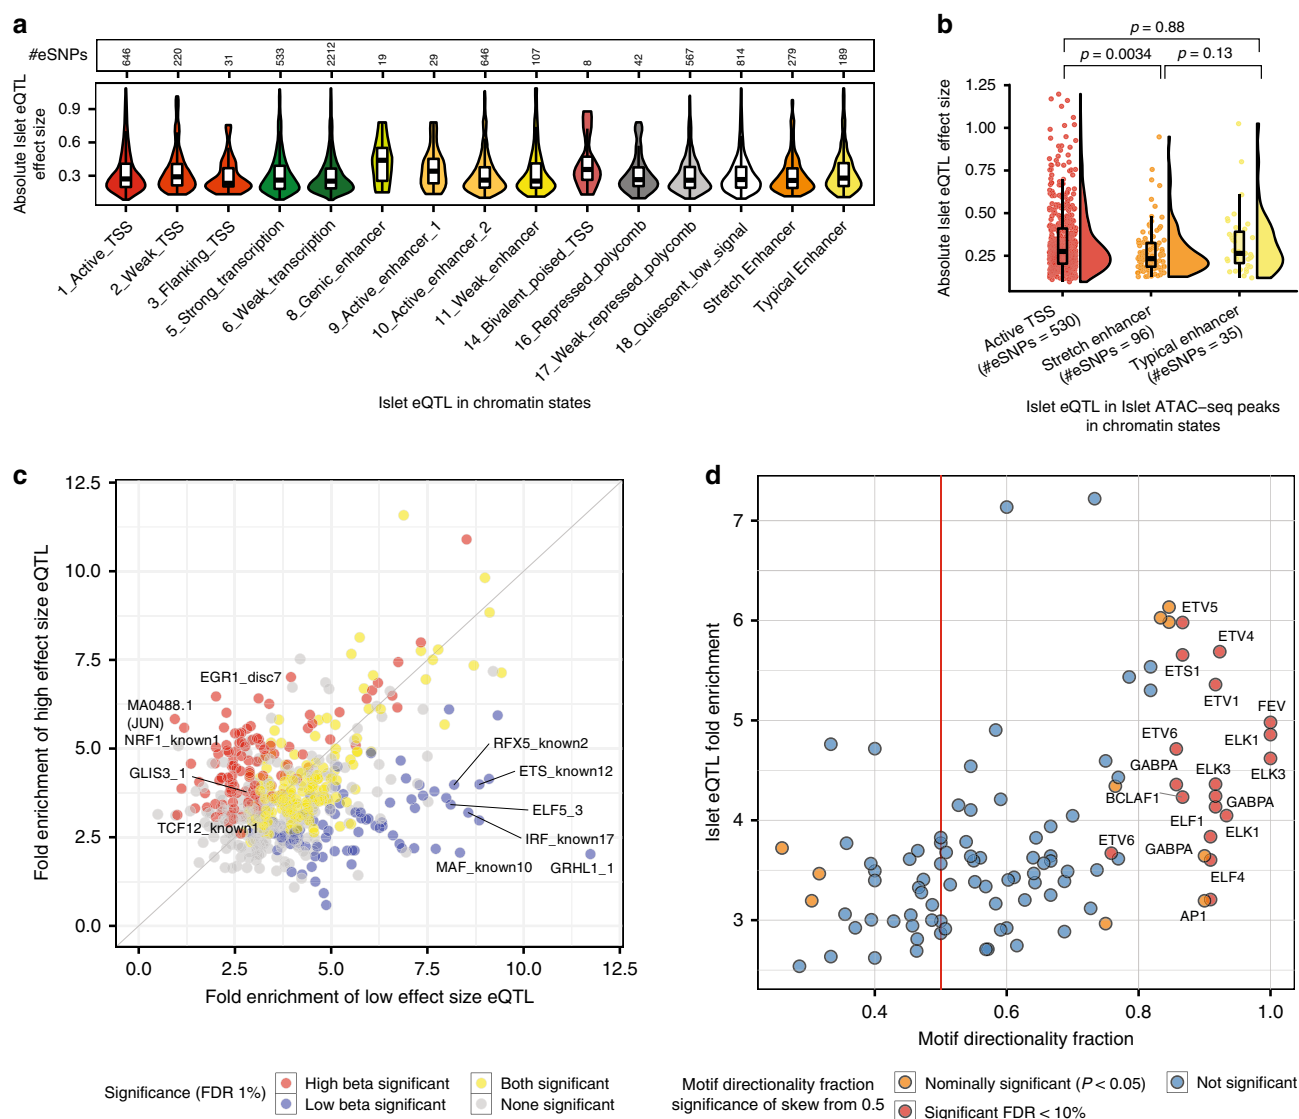 a
#eSNPs
646 220 31 533 2212 19 29 646 107 8 42 567 814 279 189
Absolute Islet eQTL
effect size
0.9
0.6
0.3
1_Active_TSS
2_Weak_TSS
3_Flanking_TSS
5_Strong_transcription
6_Weak_transcription
8_Genic_enhancer
9_Active_enhancer_1
10_Active_enhancer_2
11_Weak_enhancer
14_Bivalent_poised_TSS
16_Repressed_polycomb
17_Weak_repressed_polycomb
18_Quiescent_low_signal
Stretch Enhancer
Typical Enhancer
Islet eQTL in chromatin states
b
p = 0.88
p = 0.0034
p = 0.13
Absolute Islet eQTL effect size
1.25
1.00
0.75
0.50
0.25
Active TSS
(#eSNPs = 530)
Stretch enhancer
(#eSNPs = 96)
Typical enhancer
(#eSNPs = 35)
Islet eQTL in Islet ATAC−seq peaks
in chromatin states
c
Fold enrichment of high effect size eQTL
12.5
10.0
7.5
5.0
2.5
0.0
EGR1_disc7
MA0488.1
(JUN)
NRF1_known1
GLIS3_1
TCF12_known1
RFX5_known2
ETS_known12
ELF5_3
IRF_known17
MAF_known10
GRHL1_1
0.0 2.5 5.0 7.5 10.0 12.5
Fold enrichment of low effect size eQTL
Significance (FDR 1%)
High beta significant
Low beta significant
Both significant
None significant
d
Islet eQTL fold enrichment
7
6
5
4
3
ETV5
ETV4
ETS1
ETV1
FEV
ETV6
ELK1
GABPA
ELK3
ELK3
BCLAF1
GABPA
ELF1
ELK1
ETV6
GABPA
ELF4
AP1
0.4 0.6 0.8 1.0
Motif directionality fraction
Motif directionality fraction
significance of skew from 0.5
Nominally significant (P < 0.05)
Significant FDR < 10%
Not significant